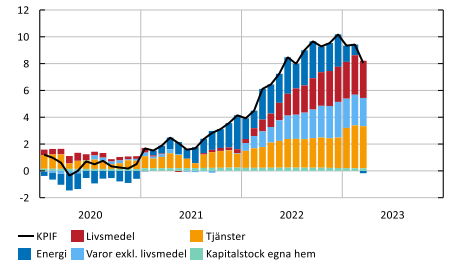 12
10
8
6
4
2
0
-2
2020 2021 2022 2023
KPIF Livsmedel Tjänster
Energi Varor exkl. livsmedel Kapitalstock egna hem